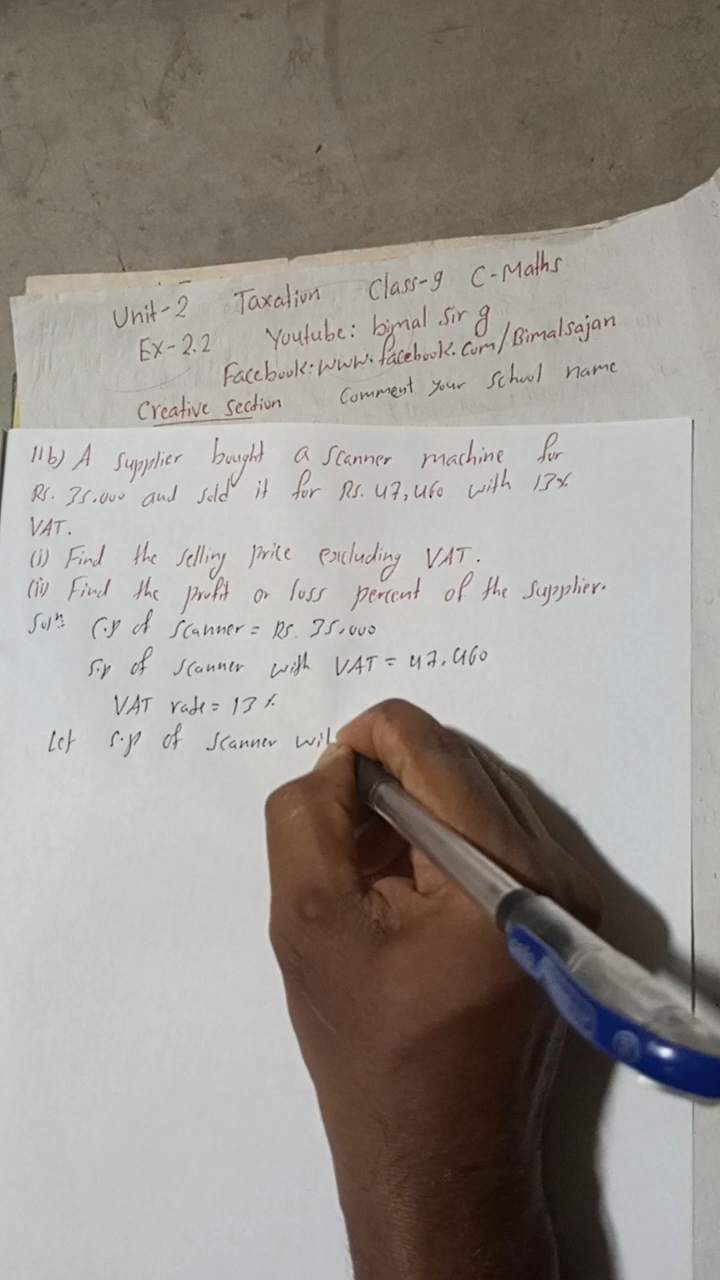 Unit-2 Taxation Class-9 C-Maths
Ex-2.2 Youtube: bimal sir g
Facebook: www.facebook.com/Bimalsajan
Creative section Comment your school name
11b) A supplier bought a scanner machine for
Rs. 35,000 and sold it for Rs. 47,460 with 13%
VAT.
(i) Find the selling price excluding VAT.
(ii) Find the profit or loss percent of the supplier.
Solⁿ: C.P of scanner = Rs. 35,000
S.P of scanner with VAT = 47,460
VAT rate = 13%
Let S.P of scanner wit